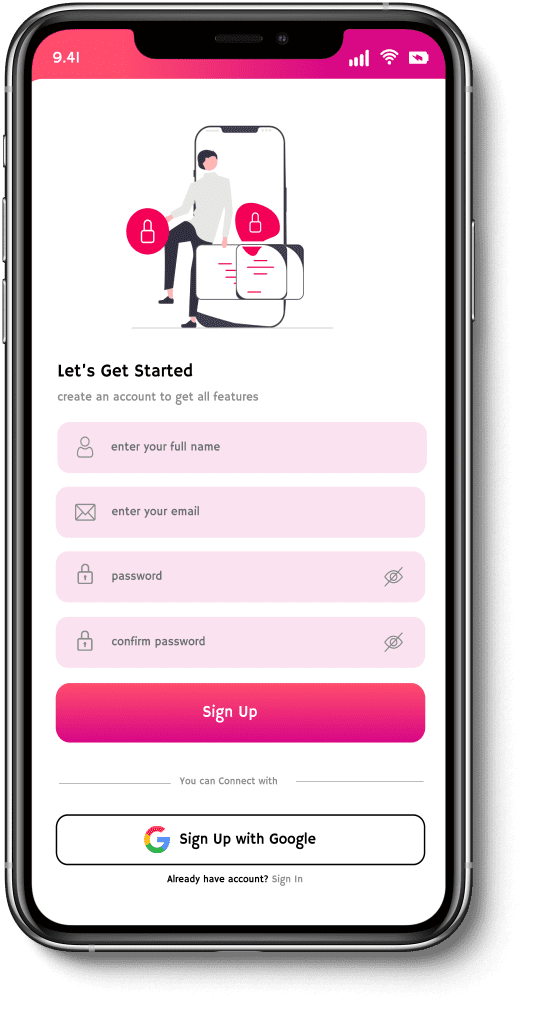 9.41
Let's Get Started
create an account to get all features
enter your full name
enter your email
password
confirm password
Sign Up
You can Connect with
Sign Up with Google
Already have account? Sign In